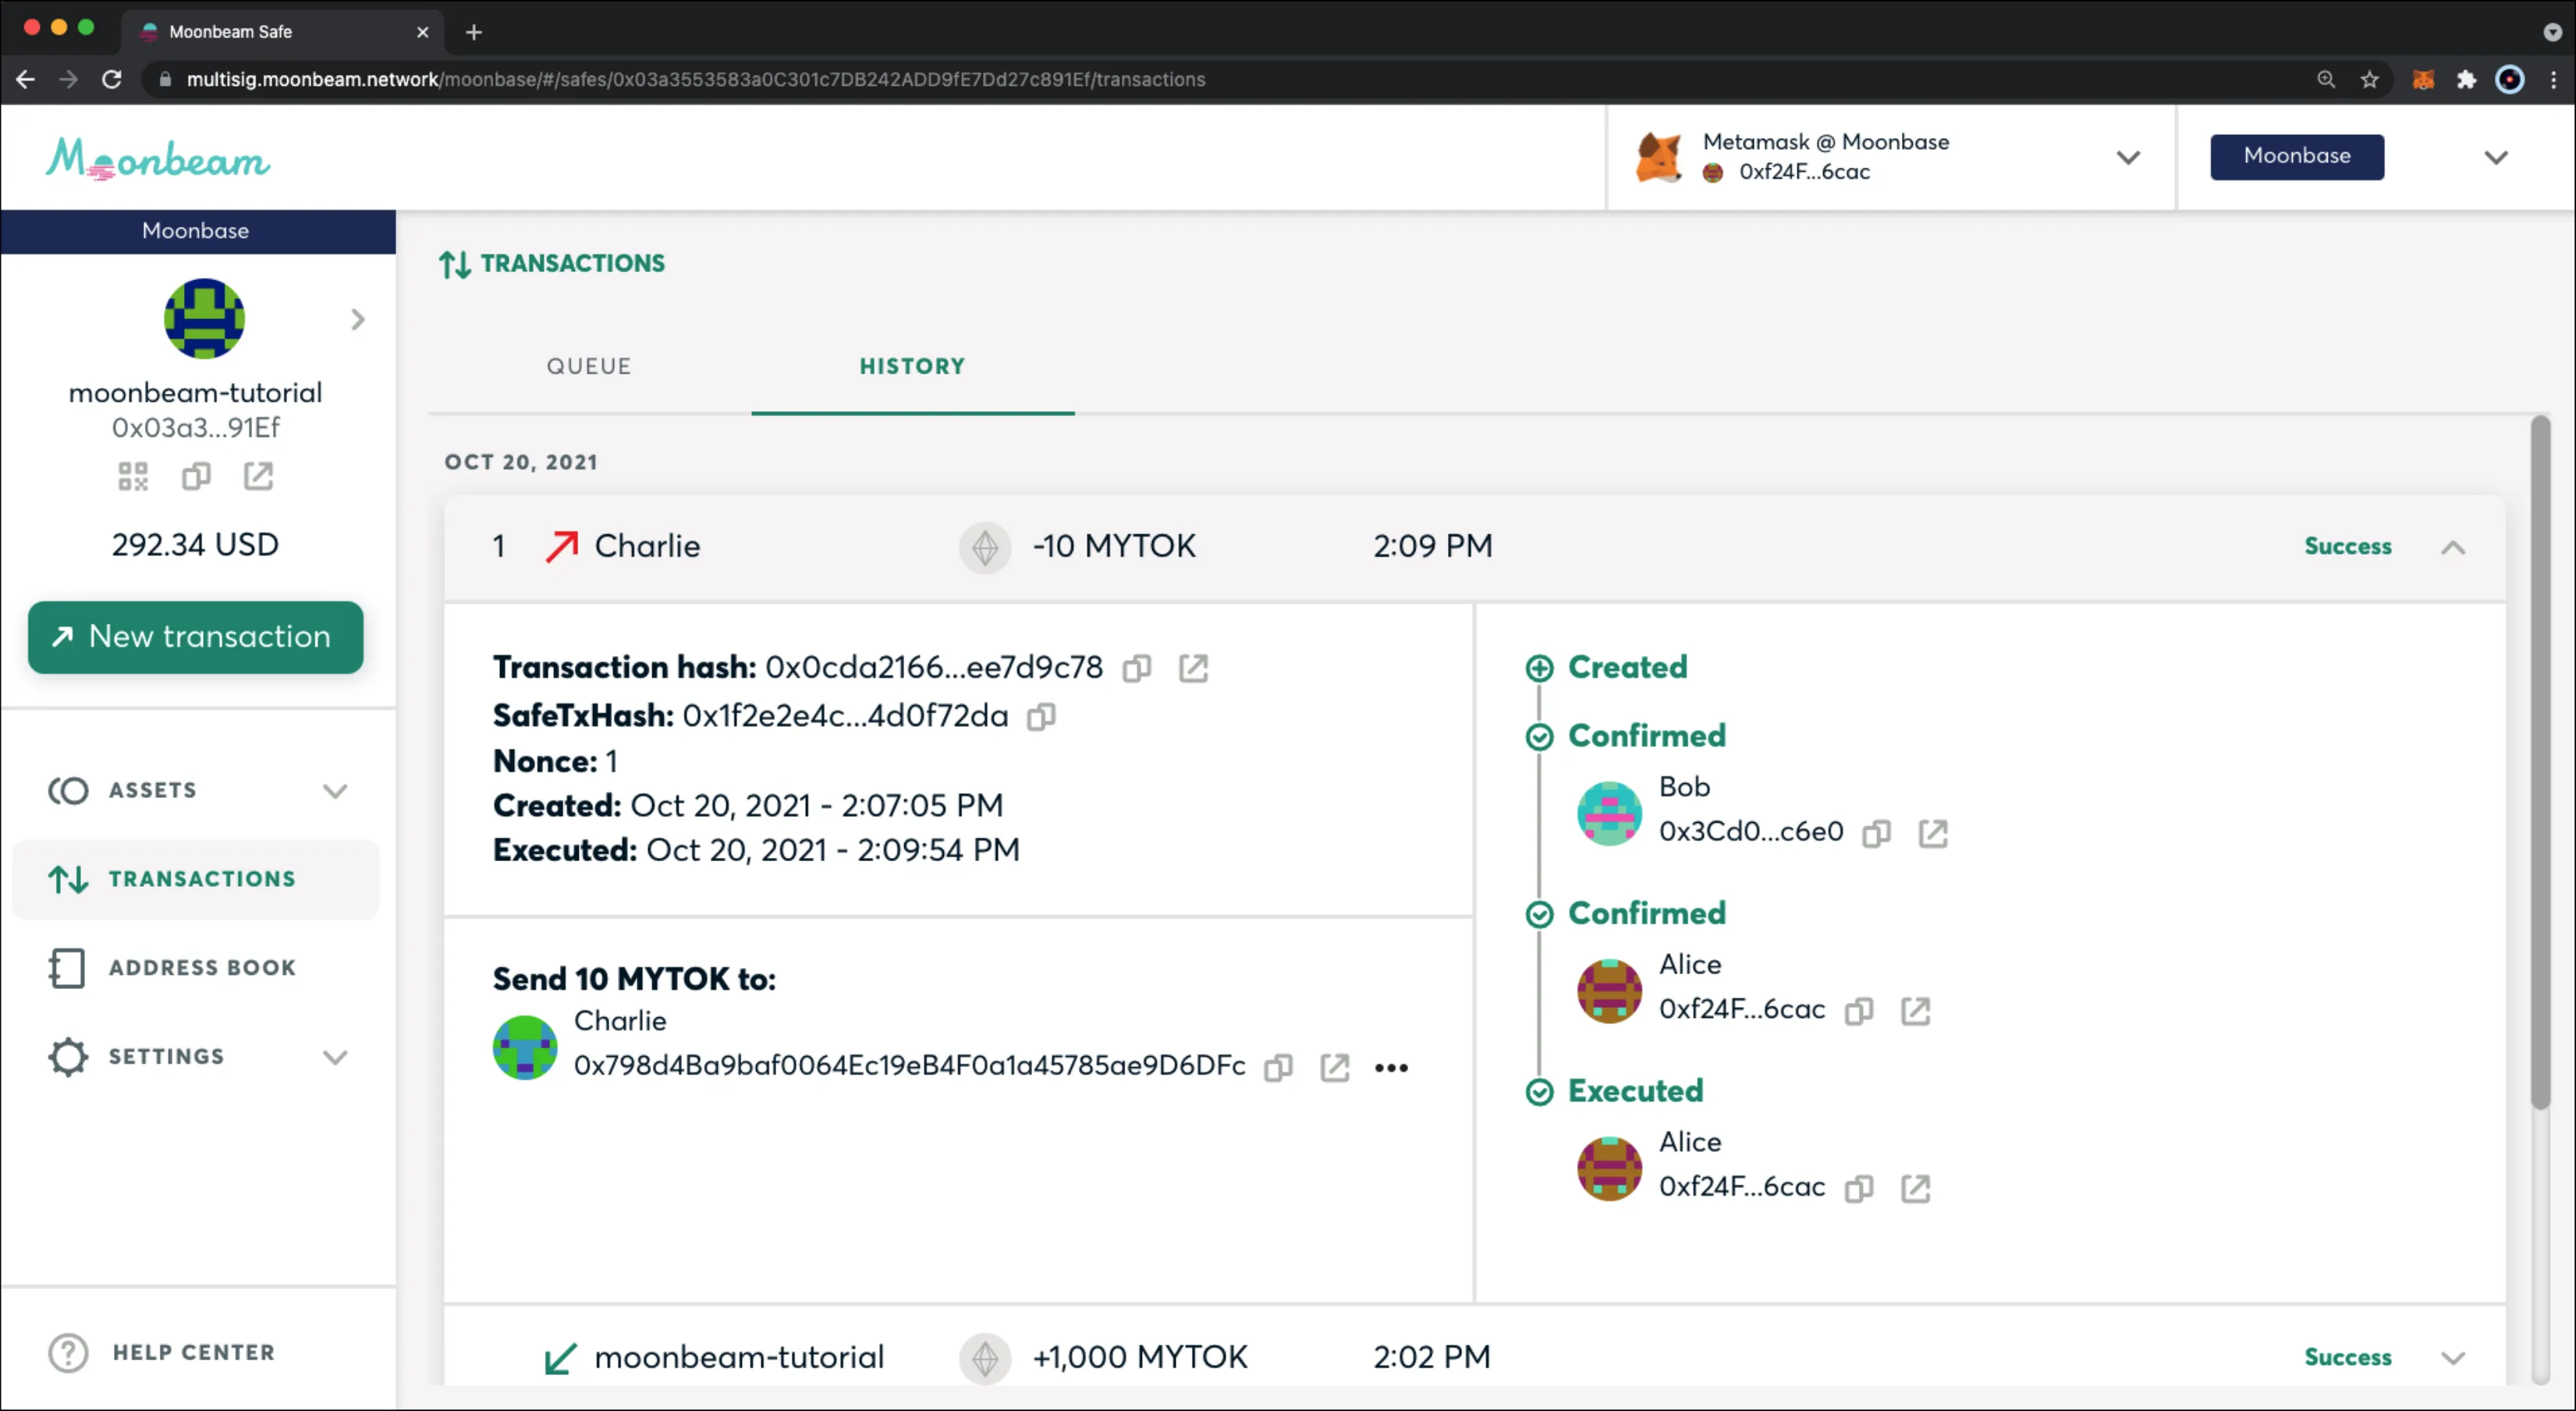 Moonbeam Safe
multisig.moonbeam.network/moonbase/#/safes/0x03a3553583a0C301c7DB242ADD9fE7Dd27c891Ef/transactions
Moonbeam
Metamask @ Moonbase
0xf24F...6cac
Moonbase
Moonbase
moonbeam-tutorial
0x03a3...91Ef
292.34 USD
New transaction
ASSETS
TRANSACTIONS
ADDRESS BOOK
SETTINGS
HELP CENTER
TRANSACTIONS
QUEUE HISTORY
OCT 20, 2021
1 Charlie -10 MYTOK 2:09 PM Success
Transaction hash: 0x0cda2166...ee7d9c78
SafeTxHash: 0x1f2e2e4c...4d0f72da
Nonce: 1
Created: Oct 20, 2021 - 2:07:05 PM
Executed: Oct 20, 2021 - 2:09:54 PM
Send 10 MYTOK to:
Charlie
0x798d4Ba9baf0064Ec19eB4F0a1a45785ae9D6DFc
Created
Confirmed
Bob
0x3Cd0...c6e0
Confirmed
Alice
0xf24F...6cac
Executed
Alice
0xf24F...6cac
moonbeam-tutorial +1,000 MYTOK 2:02 PM Success